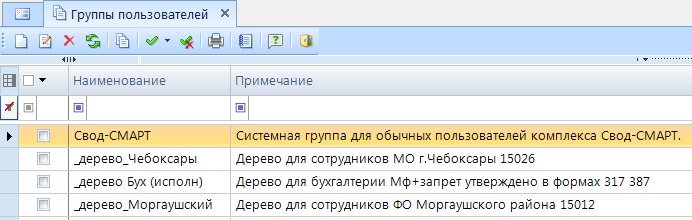 Группы пользователей
Наименование Примечание
Свод-СМАРТ Системная группа для обычных пользователей комплекса Свод-СМАРТ.
_дерево_Чебоксары Дерево для сотрудников МО г.Чебоксары 15026
_дерево Бух (исполн) Дерево для бухгалтерии Мф+запрет утверждено в формах 317 387
_дерево_Моргаушский Дерево для сотрудников ФО Моргаушского района 15012